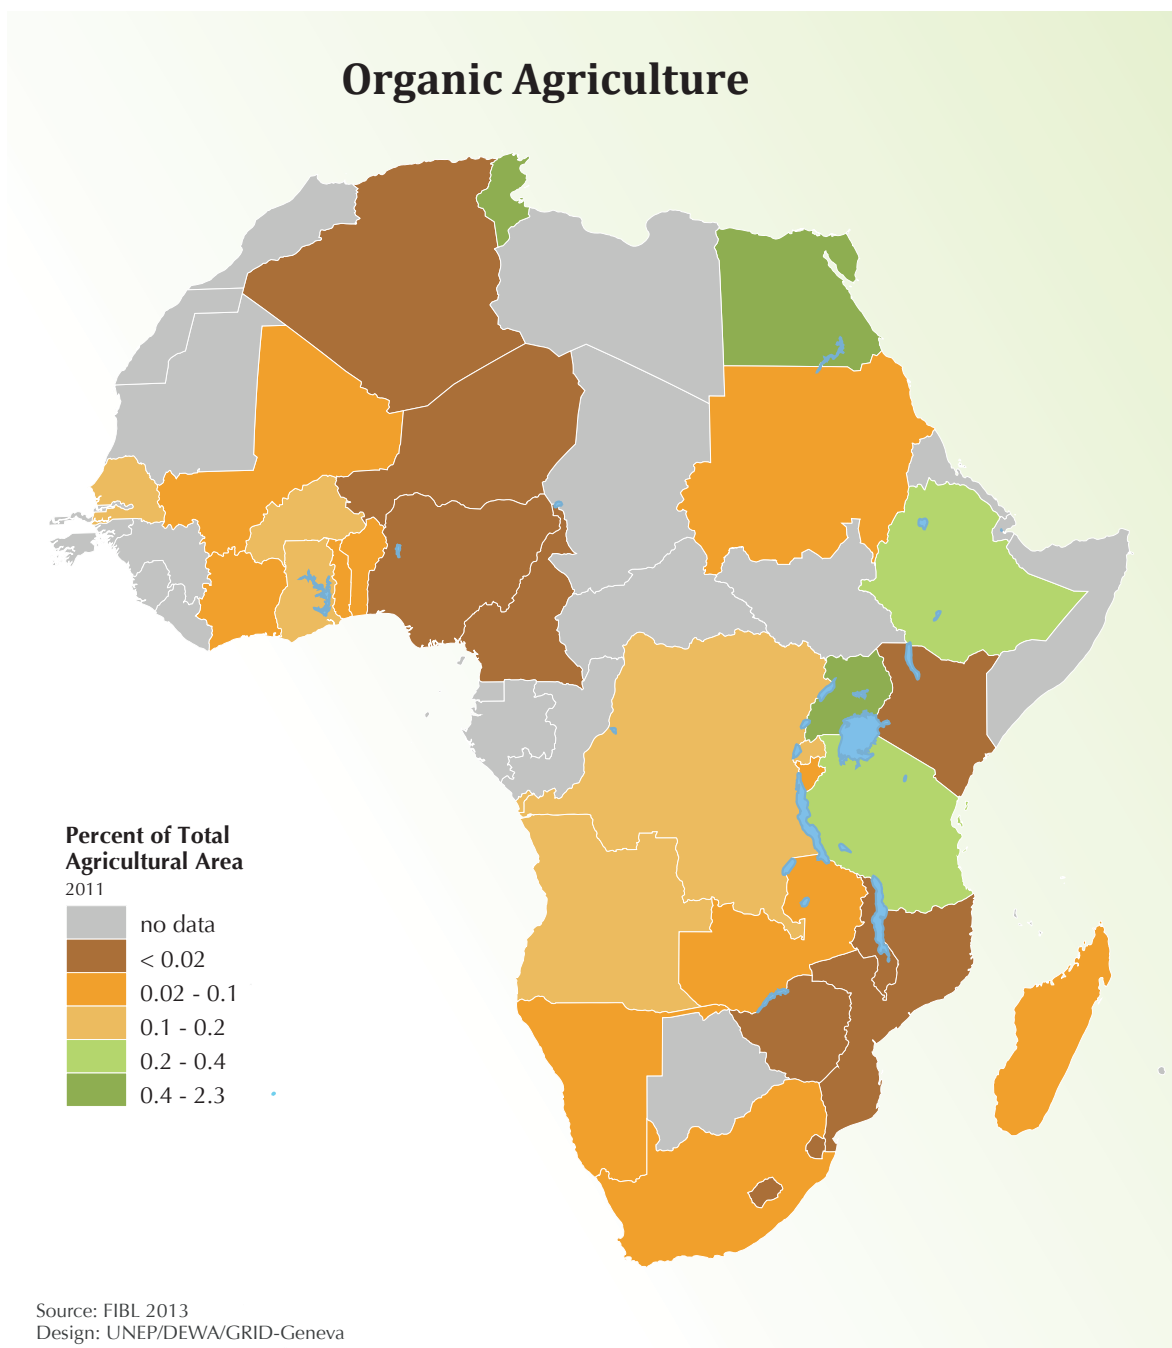 Organic Agriculture
Percent of Total
Agricultural Area
2011
no data
< 0.02
0.02 - 0.1
0.1 - 0.2
0.2 - 0.4
0.4 - 2.3
Source: FIBL 2013
Design: UNEP/DEWA/GRID-Geneva